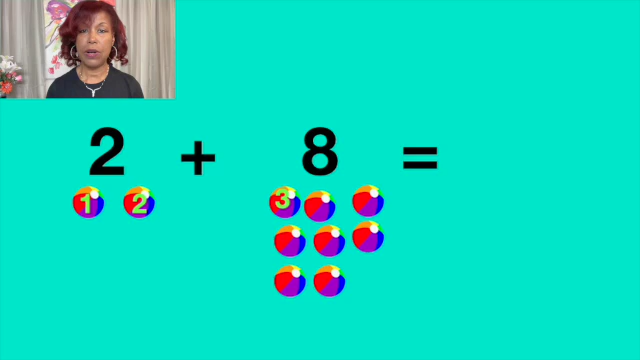 2 + 8 =
1 2 3